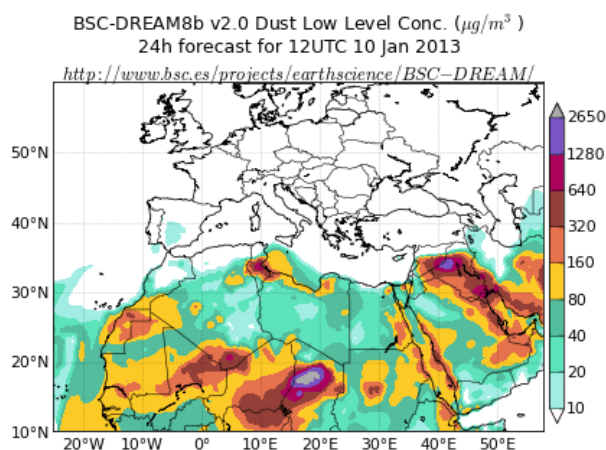 BSC-DREAM8b v2.0 Dust Low Level Conc. (μg/m³ )
24h forecast for 12UTC 10 Jan 2013
http://www.bsc.es/projects/earthscience/BSC−DREAM/
2650
1280
640
320
160
80
40
20
10
50°N
40°N
30°N
20°N
10°N
20°W 10°W 0° 10°E 20°E 30°E 40°E 50°E